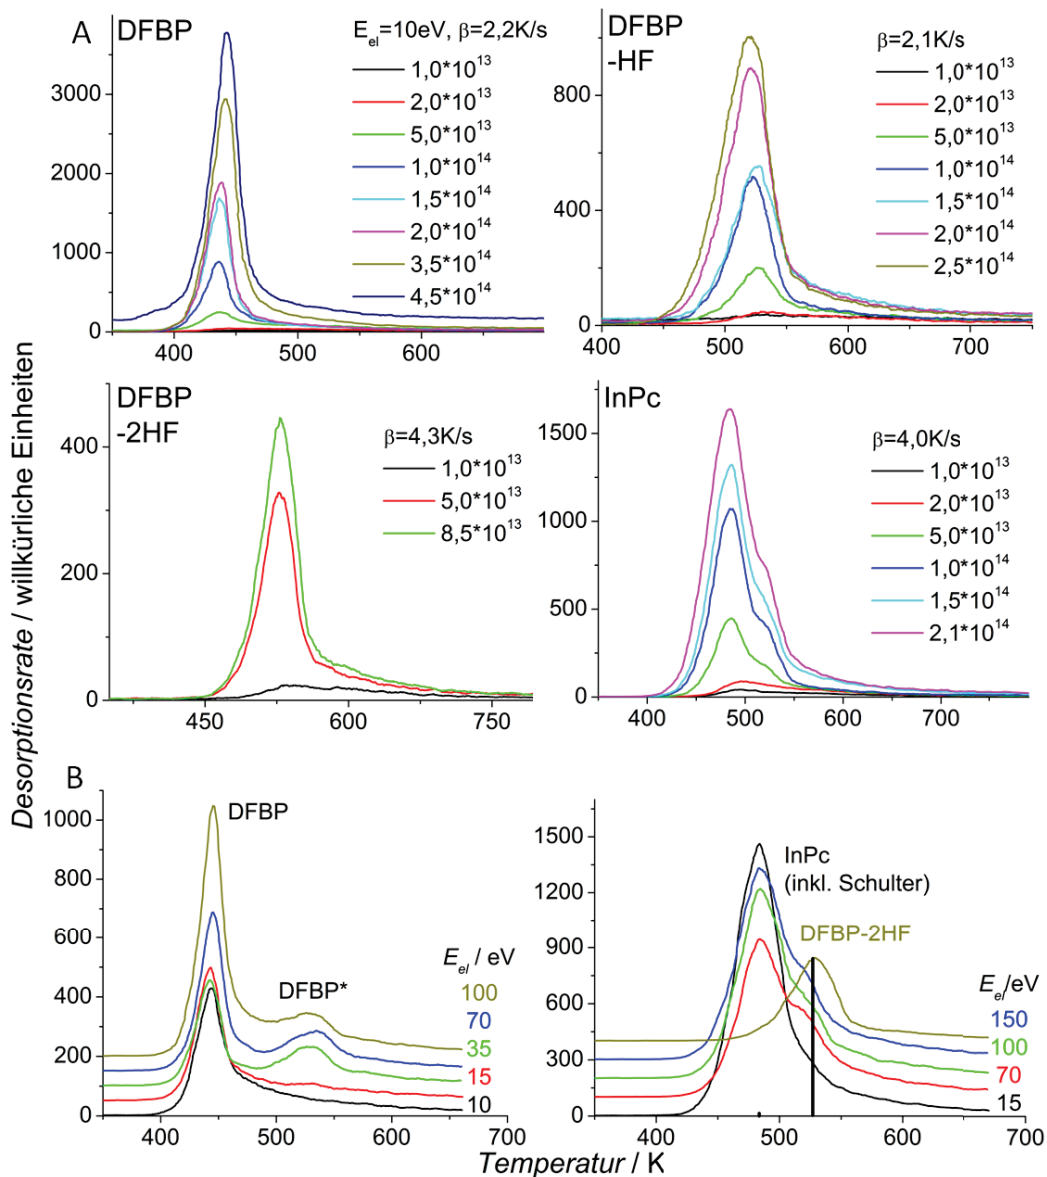 A
DFBP
E_el=10eV, β=2,2K/s
1,0*10^13
2,0*10^13
5,0*10^13
1,0*10^14
1,5*10^14
2,0*10^14
3,5*10^14
4,5*10^14
3000
2000
1000
0
400 500 600
DFBP
-HF
β=2,1K/s
1,0*10^13
2,0*10^13
5,0*10^13
1,0*10^14
1,5*10^14
2,0*10^14
2,5*10^14
800
400
0
400 500 600 700
Desorptionsrate / willkürliche Einheiten
DFBP
-2HF
β=4,3K/s
1,0*10^13
5,0*10^13
8,5*10^13
400
200
0
450 600 750
InPc
β=4,0K/s
1,0*10^13
2,0*10^13
5,0*10^13
1,0*10^14
1,5*10^14
2,1*10^14
1500
1000
500
0
400 500 600 700
B
DFBP
DFBP*
E_el / eV
100
70
35
15
10
1000
800
600
400
200
0
400 500 600 700
InPc
(inkl. Schulter)
DFBP-2HF
E_el/eV
150
100
70
15
1500
1200
900
600
300
0
400 500 600 700
Temperatur / K